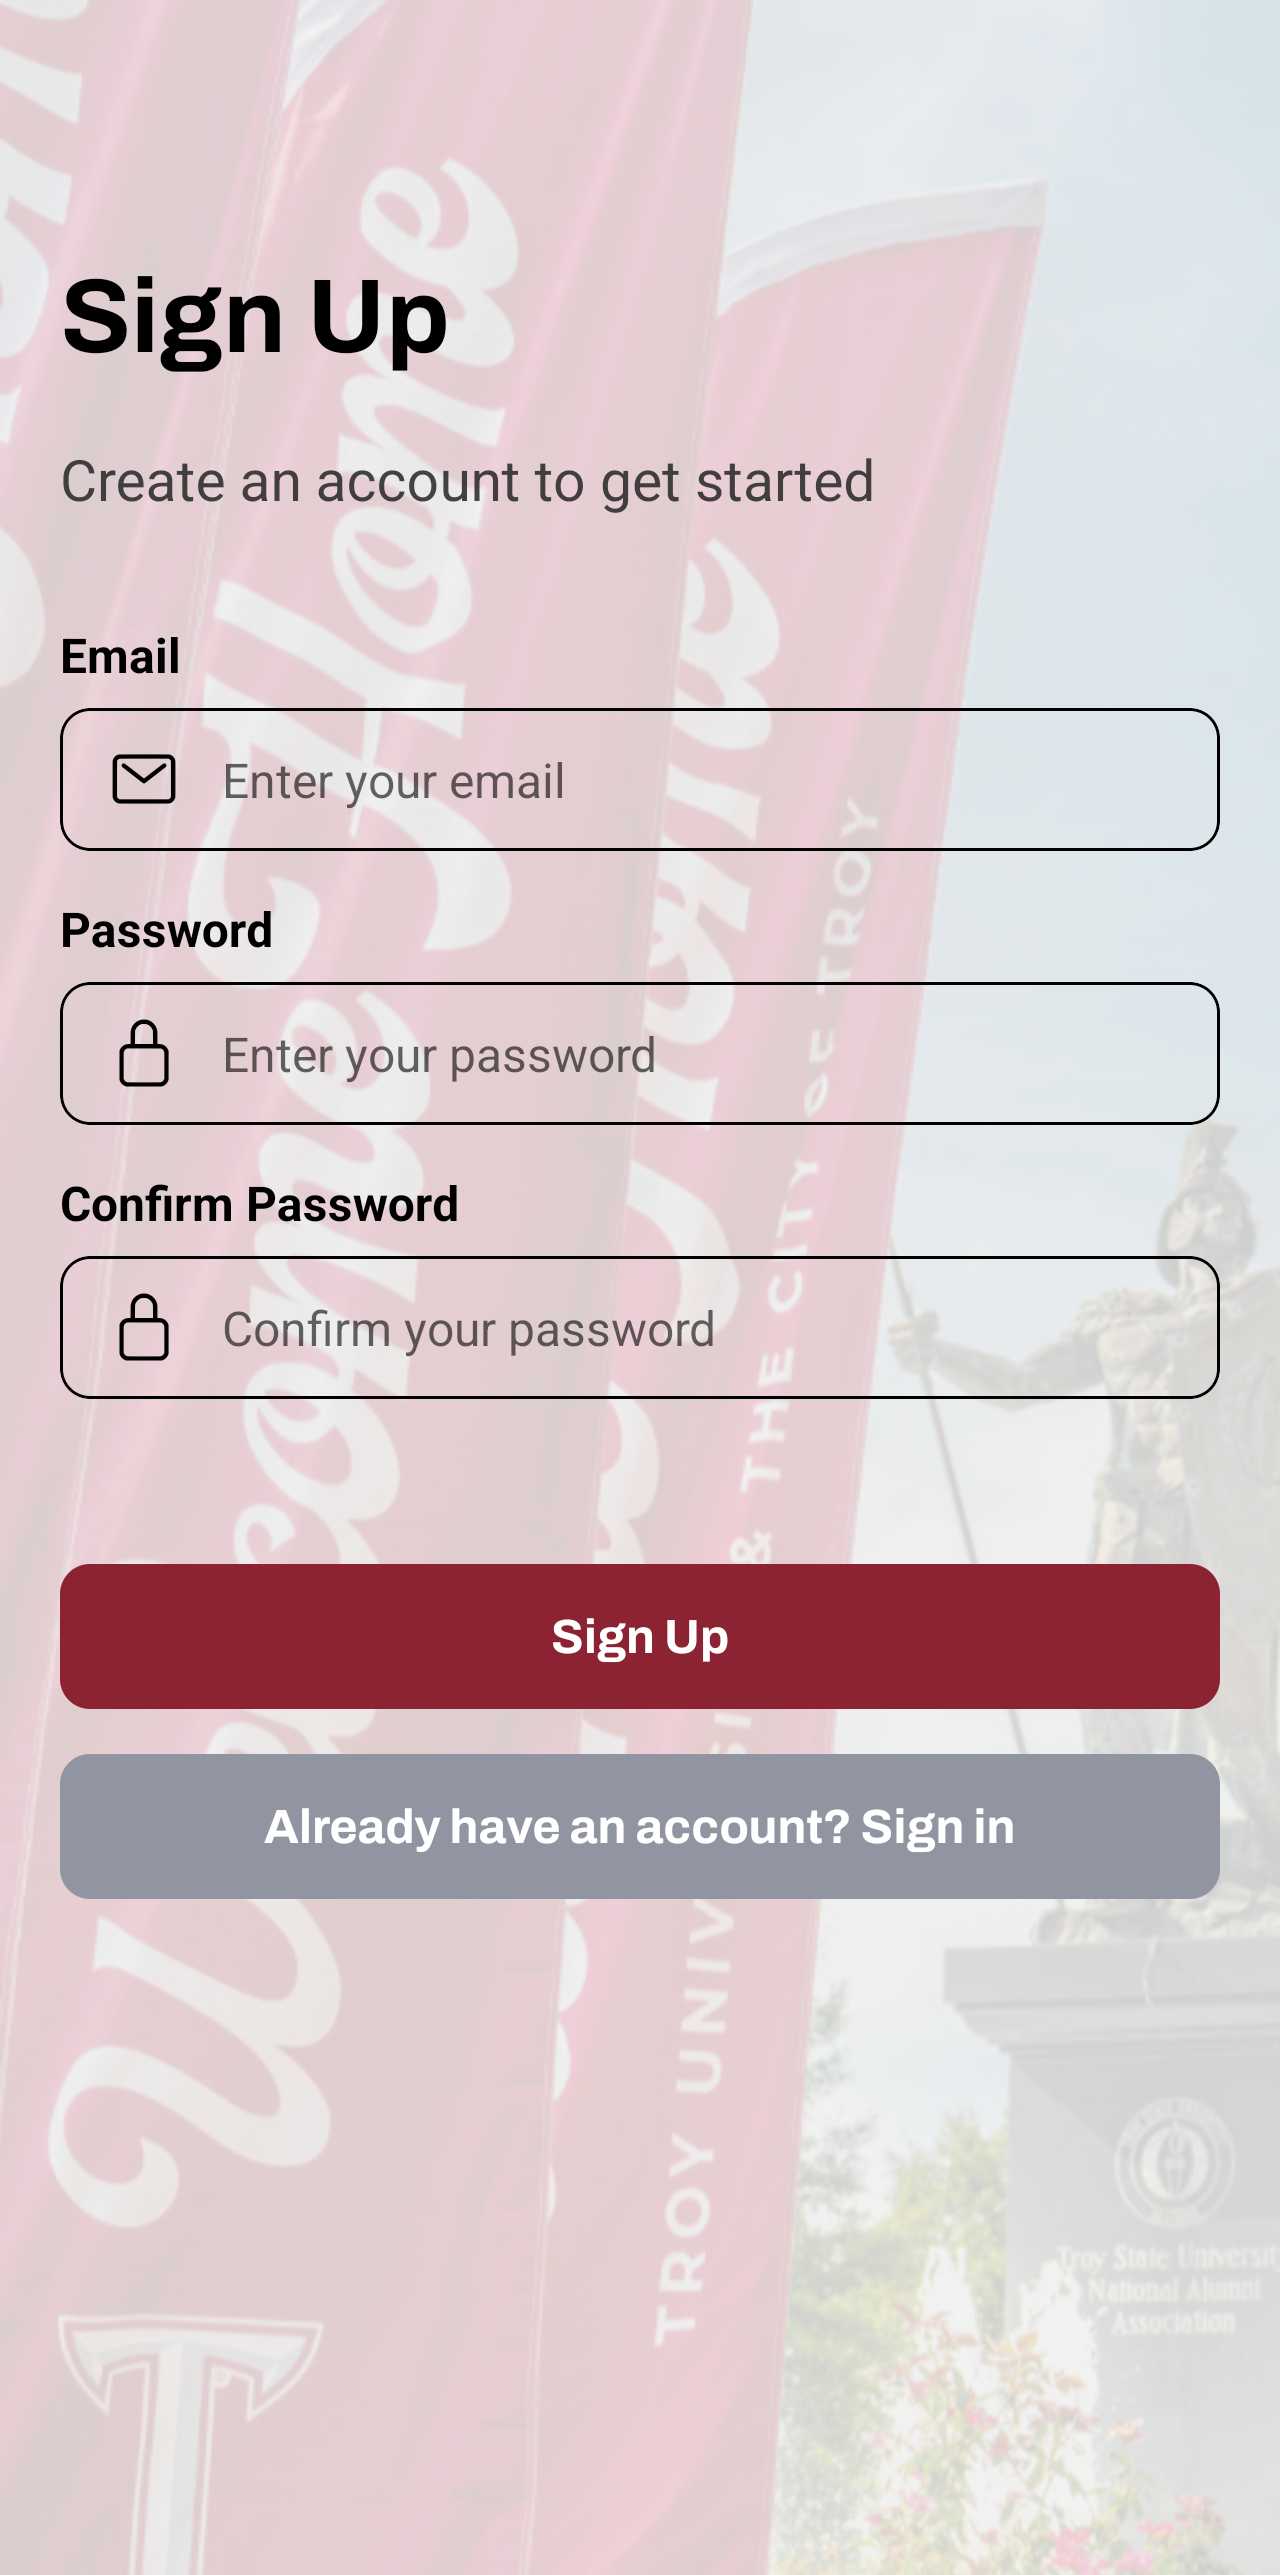 Sign Up
Create an account to get started
Email
Enter your email
Password
Enter your password
Confirm Password
Confirm your password
Sign Up
Already have an account? Sign in
Home
Welcome
TROY
& THE CITY OF TROY
T
Troy State University
National Alumni
Association